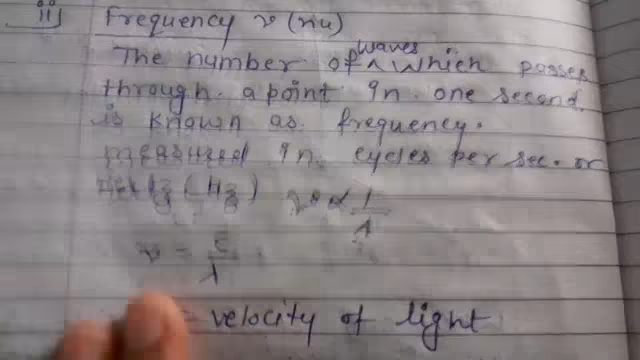 ii) Frequency ν (nu)
The number of waves which passes
through a point in one second
is known as frequency.
measured in cycles per sec. or
(Hz) ν ∝ 1/λ
ν = c/λ
= velocity of light